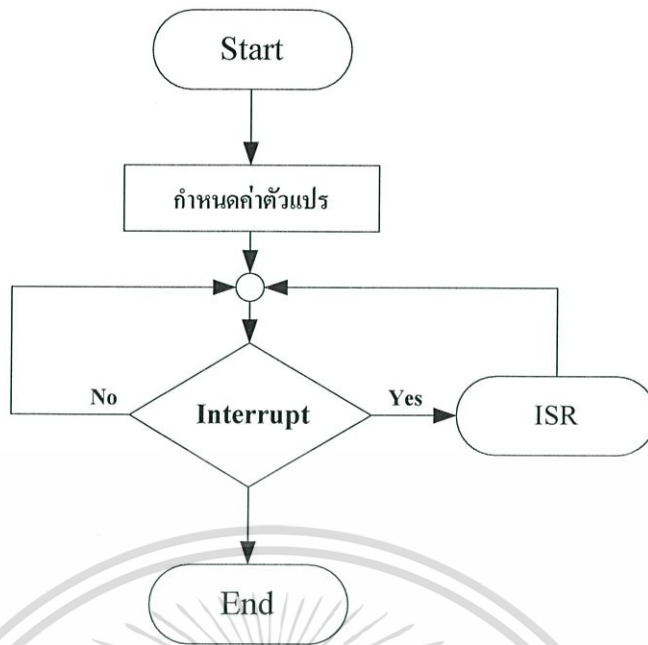 Start
กำหนดค่าตัวแปร
No
Interrupt
Yes
ISR
End